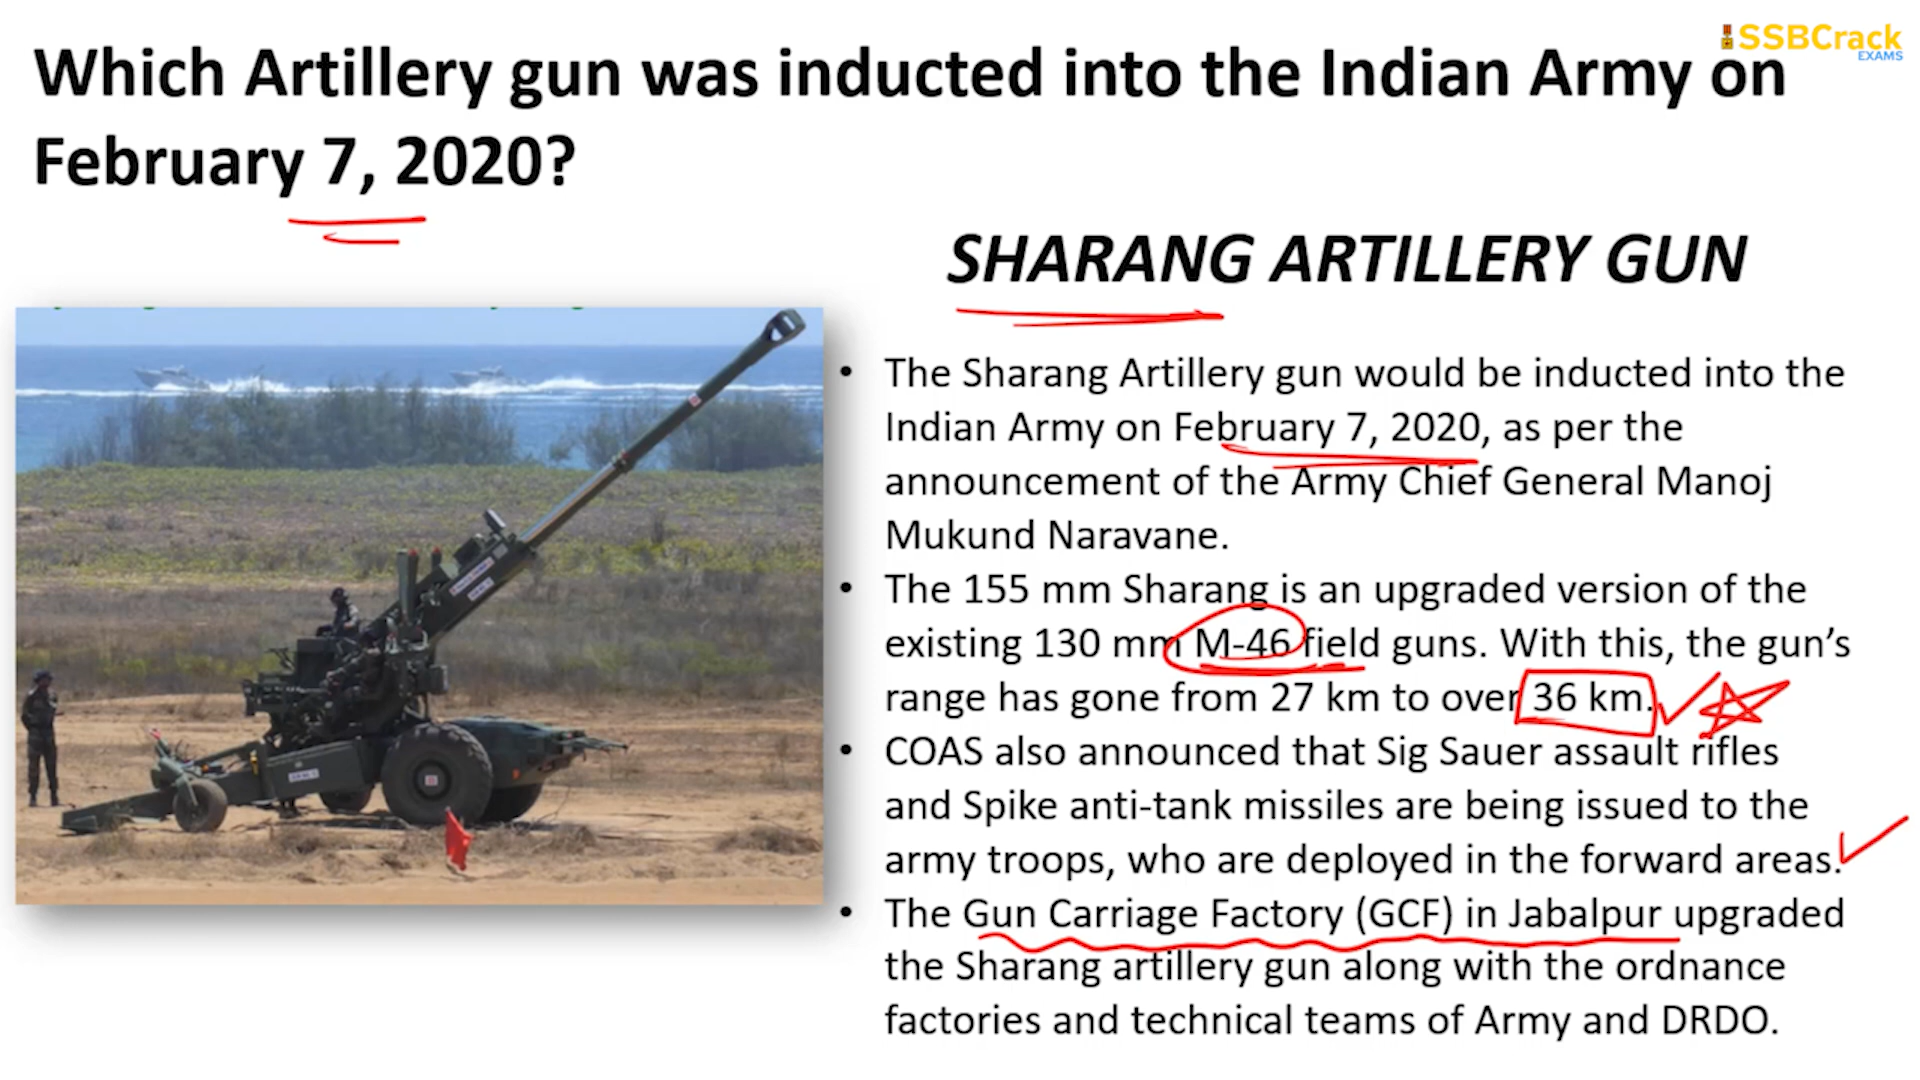 SSBCrack
EXAMS
Which Artillery gun was inducted into the Indian Army on
February 7, 2020?
SHARANG ARTILLERY GUN
• The Sharang Artillery gun would be inducted into the
Indian Army on February 7, 2020, as per the
announcement of the Army Chief General Manoj
Mukund Naravane.
• The 155 mm Sharang is an upgraded version of the
existing 130 mm M-46 field guns. With this, the gun’s
range has gone from 27 km to over 36 km.
• COAS also announced that Sig Sauer assault rifles
and Spike anti-tank missiles are being issued to the
army troops, who are deployed in the forward areas.
• The Gun Carriage Factory (GCF) in Jabalpur upgraded
the Sharang artillery gun along with the ordnance
factories and technical teams of Army and DRDO.